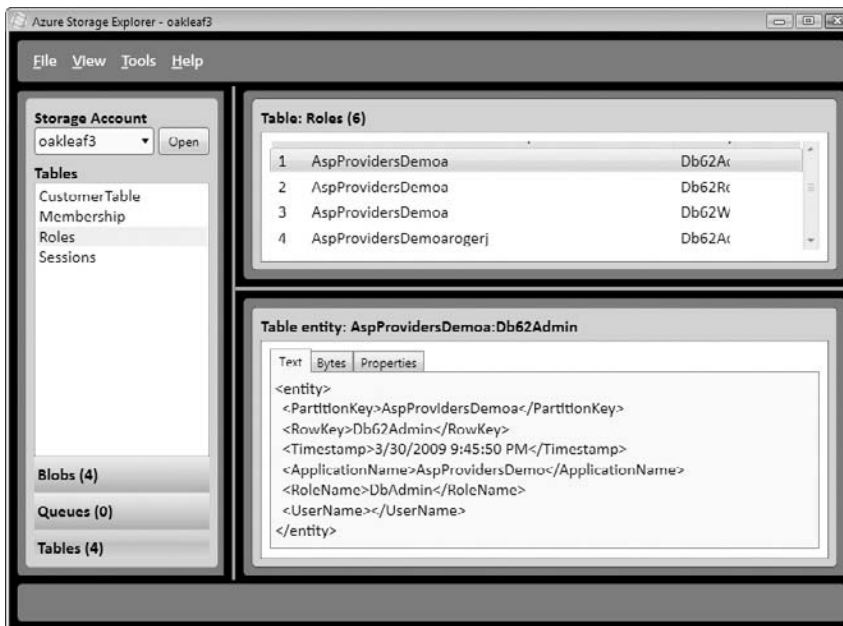 Azure Storage Explorer - oakleaf3
File View Tools Help
Storage Account
oakleaf3
Open
Tables
CustomerTable
Membership
Roles
Sessions
Blobs (4)
Queues (0)
Tables (4)
Table: Roles (6)
1 AspProvidersDemoa Db62A
2 AspProvidersDemoa Db62R
3 AspProvidersDemoa Db62W
4 AspProvidersDemoarogerj Db62A
Table entity: AspProvidersDemoa:Db62Admin
Text Bytes Properties
<entity>
<PartitionKey>AspProvidersDemoa</PartitionKey>
<RowKey>Db62Admin</RowKey>
<Timestamp>3/30/2009 9:45:50 PM</Timestamp>
<ApplicationName>AspProvidersDemo</ApplicationName>
<RoleName>DbAdmin</RoleName>
<UserName></UserName>
</entity>